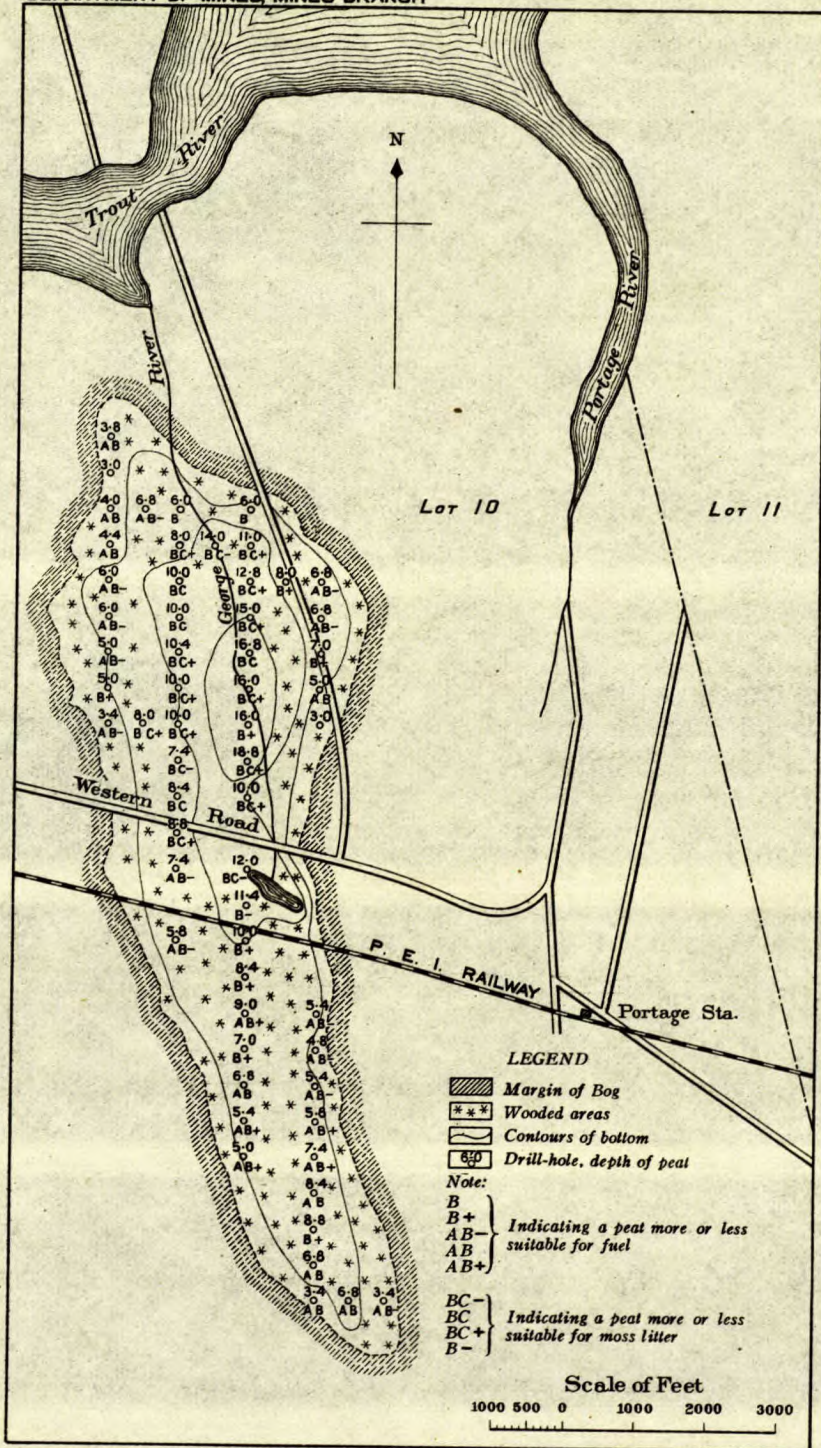 Trout River
N
River
Portage River
LOT 10
LOT 11
3·8
AB
3·0
4·0 6·8 6·0 6·0
AB AB- B B
4·4 8·0 14·0 11·0
AB BC+ BC- BC+
6·0 10·0 12·8 8·0 6·8
AB- BC BC+ B+ AB-
George
6·0 10·0 15·0 6·8
AB- BC BC+ AB-
5·0 10·4 16·8 7·0
AB- BC+ BC B+
5·0 10·0 16·0 5·0
B+ BC+ BC+ AB
3·4 8·0 10·0 16·0 3·0
AB- BC+ BC+ B+
7·4 18·8
BC- BC+
8·4 10·0
BC BC+
Western Road
8·8
BC+
7·4 12·0
AB- BC-
11·4
B-
5·8 10·0
AB- B+
P. E. I. RAILWAY
8·4
B+
9·0 5·4
AB+ AB-
Portage Sta.
7·0 4·8
B+ AB-
6·8 5·4
AB AB-
5·4 5·8
AB+ AB+
5·0 7·4
AB+ AB+
8·4
AB
8·8
B+
6·8
AB
3·4 6·8 3·4
AB AB AB-
LEGEND
Margin of Bog
Wooded areas
Contours of bottom
6·0 Drill-hole, depth of peat
Note:
B
B+
AB- Indicating a peat more or less
AB suitable for fuel
AB+
BC-
BC Indicating a peat more or less
BC+ suitable for moss litter
B-
Scale of Feet
1000 500 0 1000 2000 3000